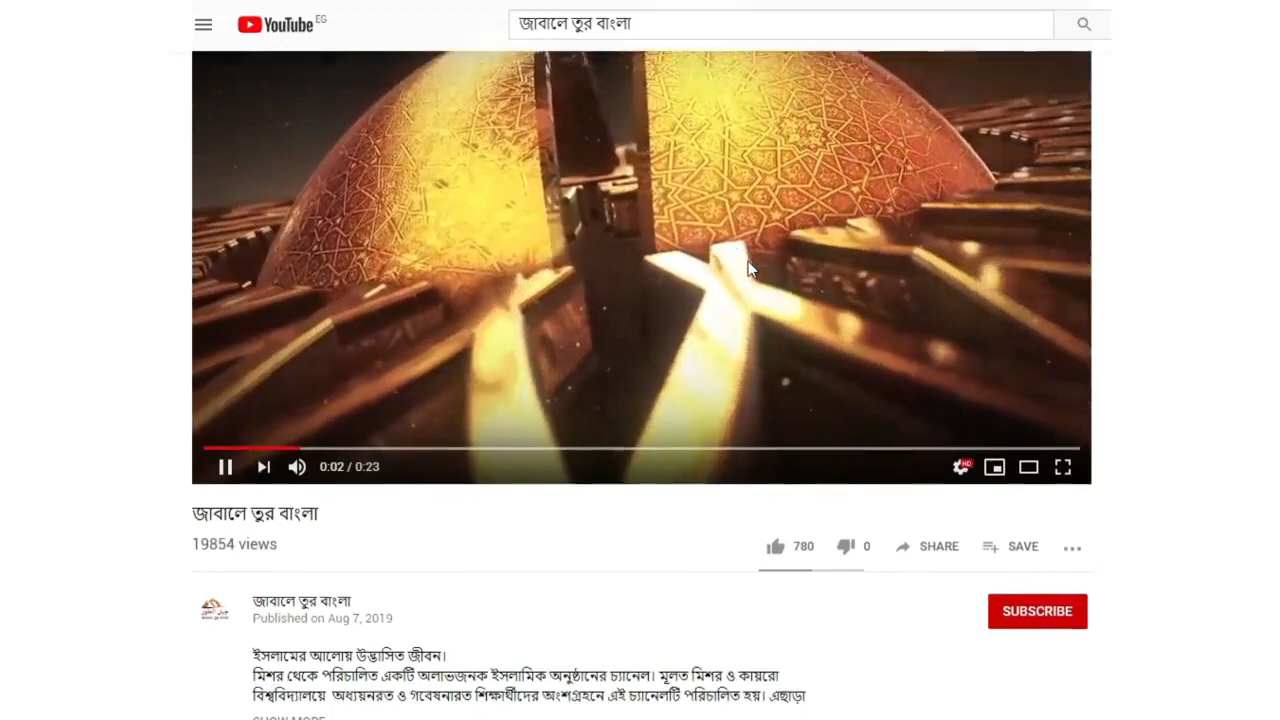 YouTube EG
জাবালে তুর বাংলা
HD
0:02 / 0:23
জাবালে তুর বাংলা
19854 views
780
0
SHARE
SAVE
জাবালে তুর বাংলা
Published on Aug 7, 2019
SUBSCRIBE
ইসলামের আলোয় উদ্ভাসিত জীবন।
মিশর থেকে পরিচালিত একটি অলাভজনক ইসলামিক অনুষ্ঠানের চ্যানেল। মূলত মিশর ও কায়রো
বিশ্ববিদ্যালয়ে অধ্যয়নরত ও গবেষনারত শিক্ষার্থীদের অংশগ্রহনে এই চ্যানেলটি পরিচালিত হয়। এছাড়া
SHOW MORE